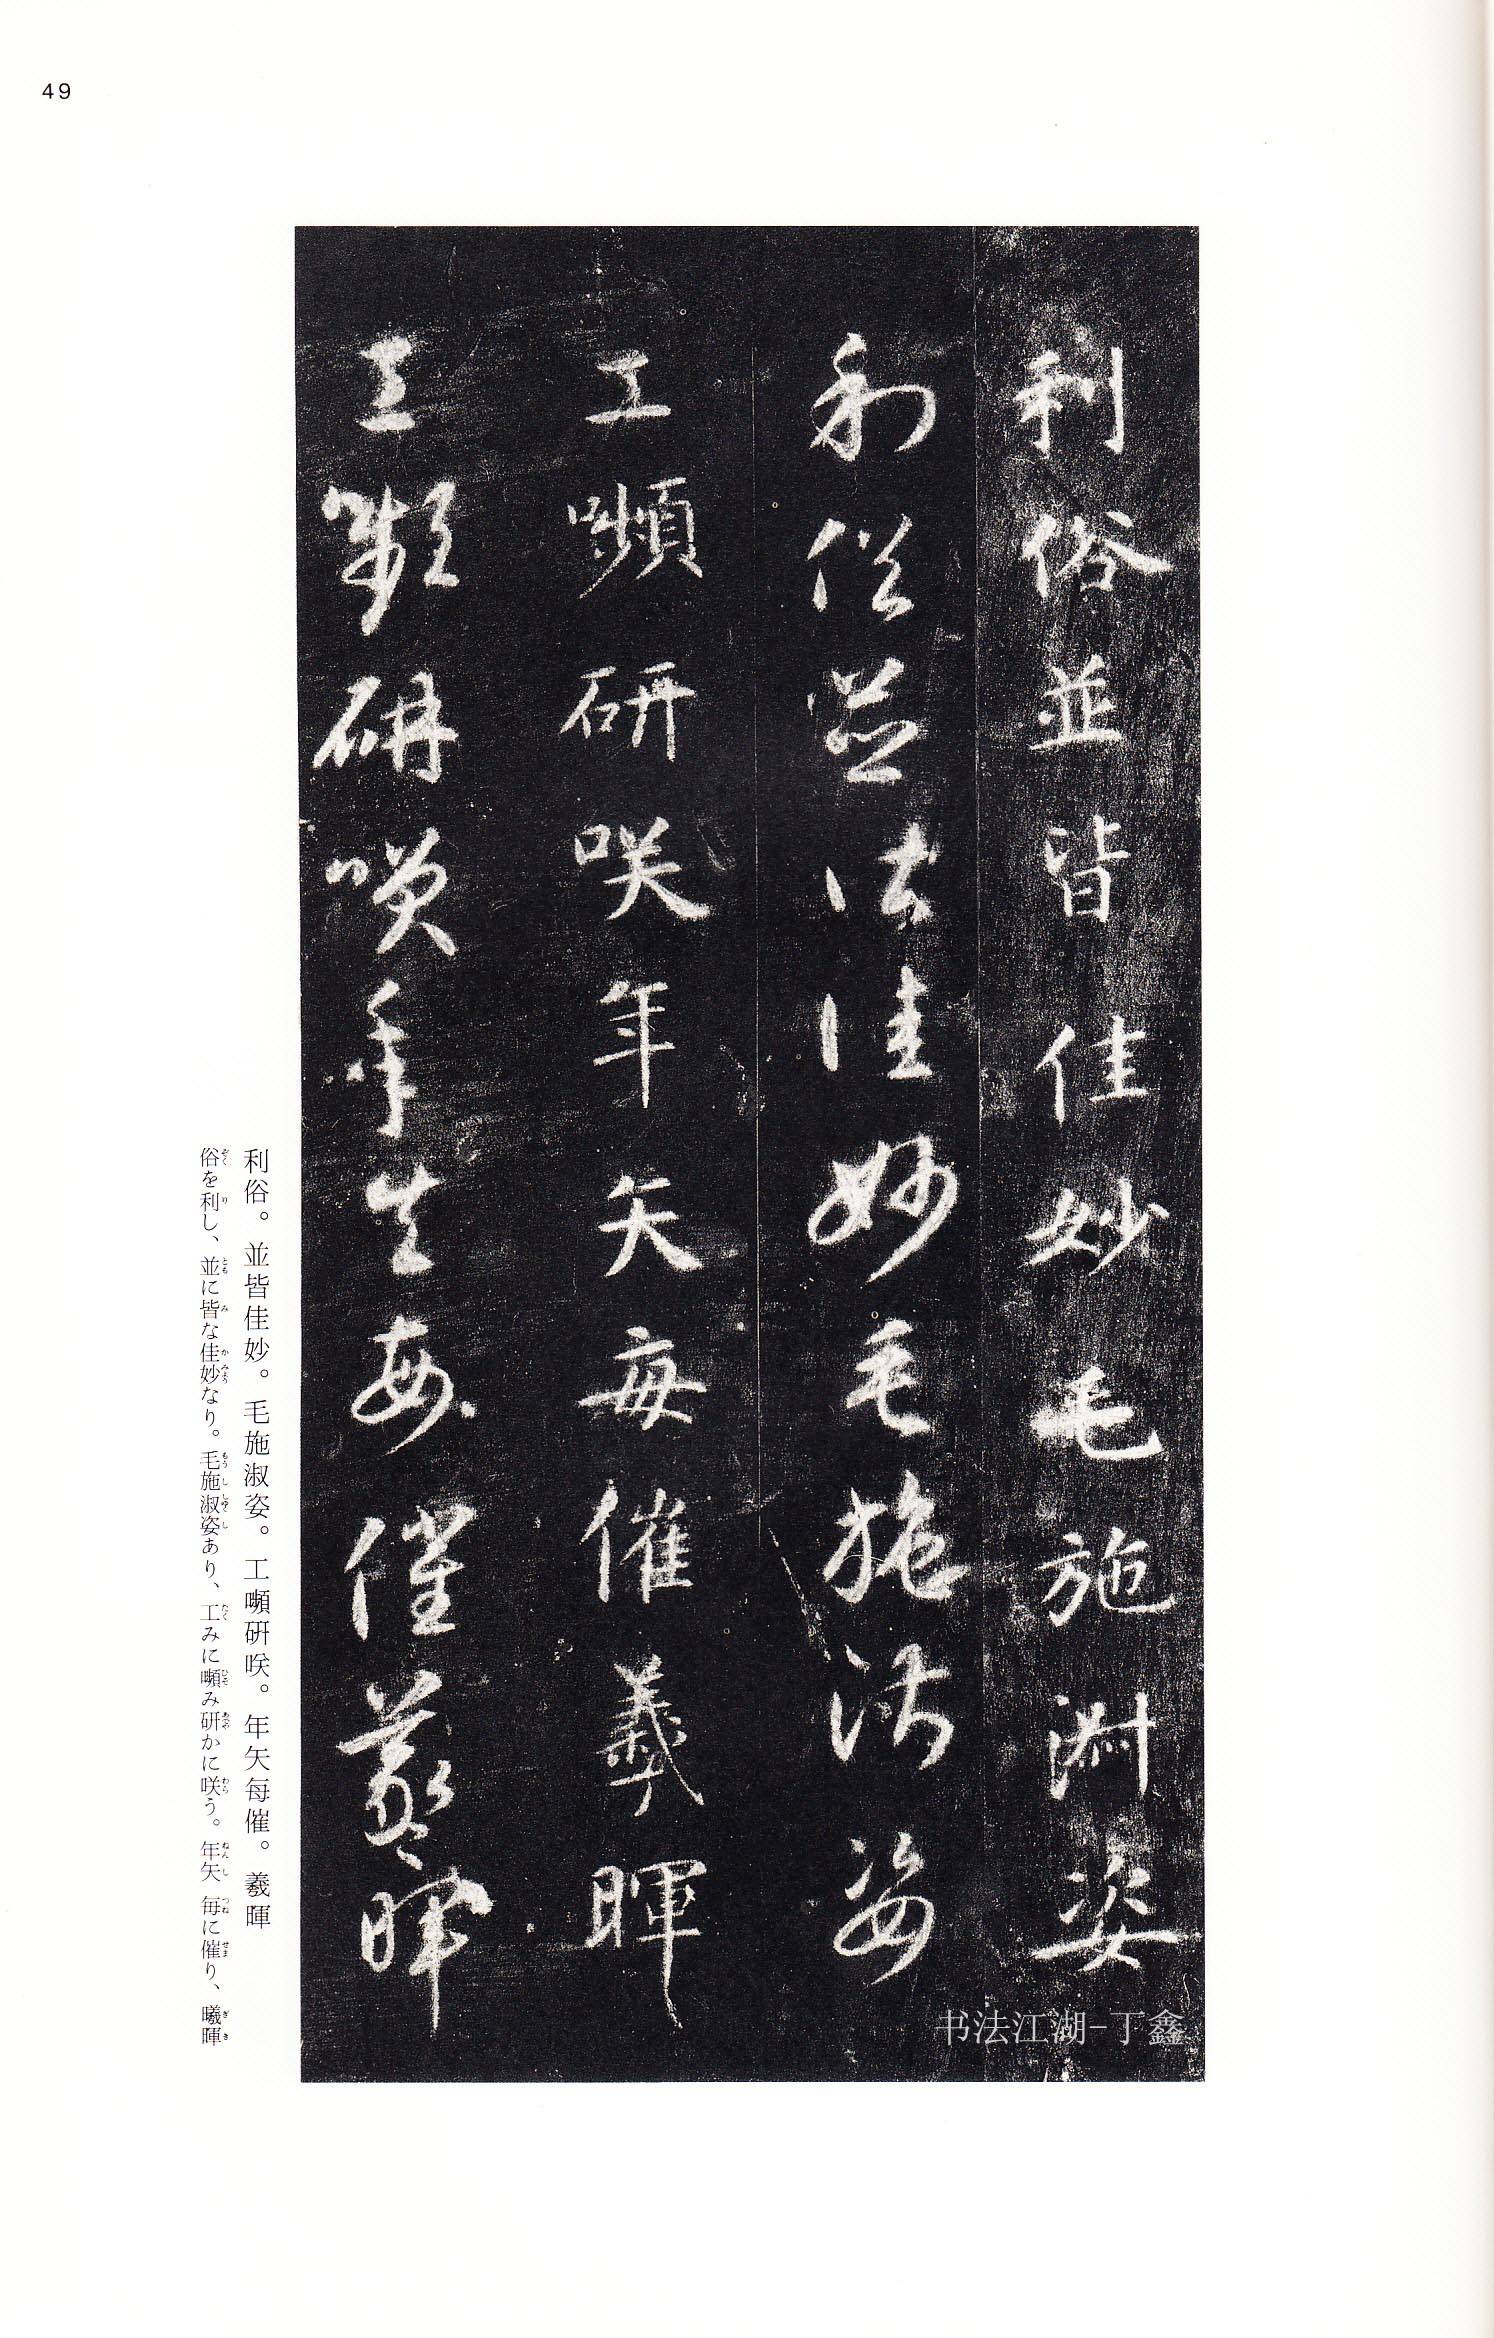 49
利俗並皆佳妙毛施淑姿
利俗並皆佳妙毛施淑姿
工嚬研咲年矢每催羲暉
工嚬研咲年矢每催羲暉
书法江湖-丁鑫
利俗。並皆佳妙。毛施淑姿。工嚬研咲。年矢每催。羲暉
俗を利し、並に皆な佳妙なり。毛施淑姿あり、工みに嚬み研かに咲う。年矢毎に催り、曦暉